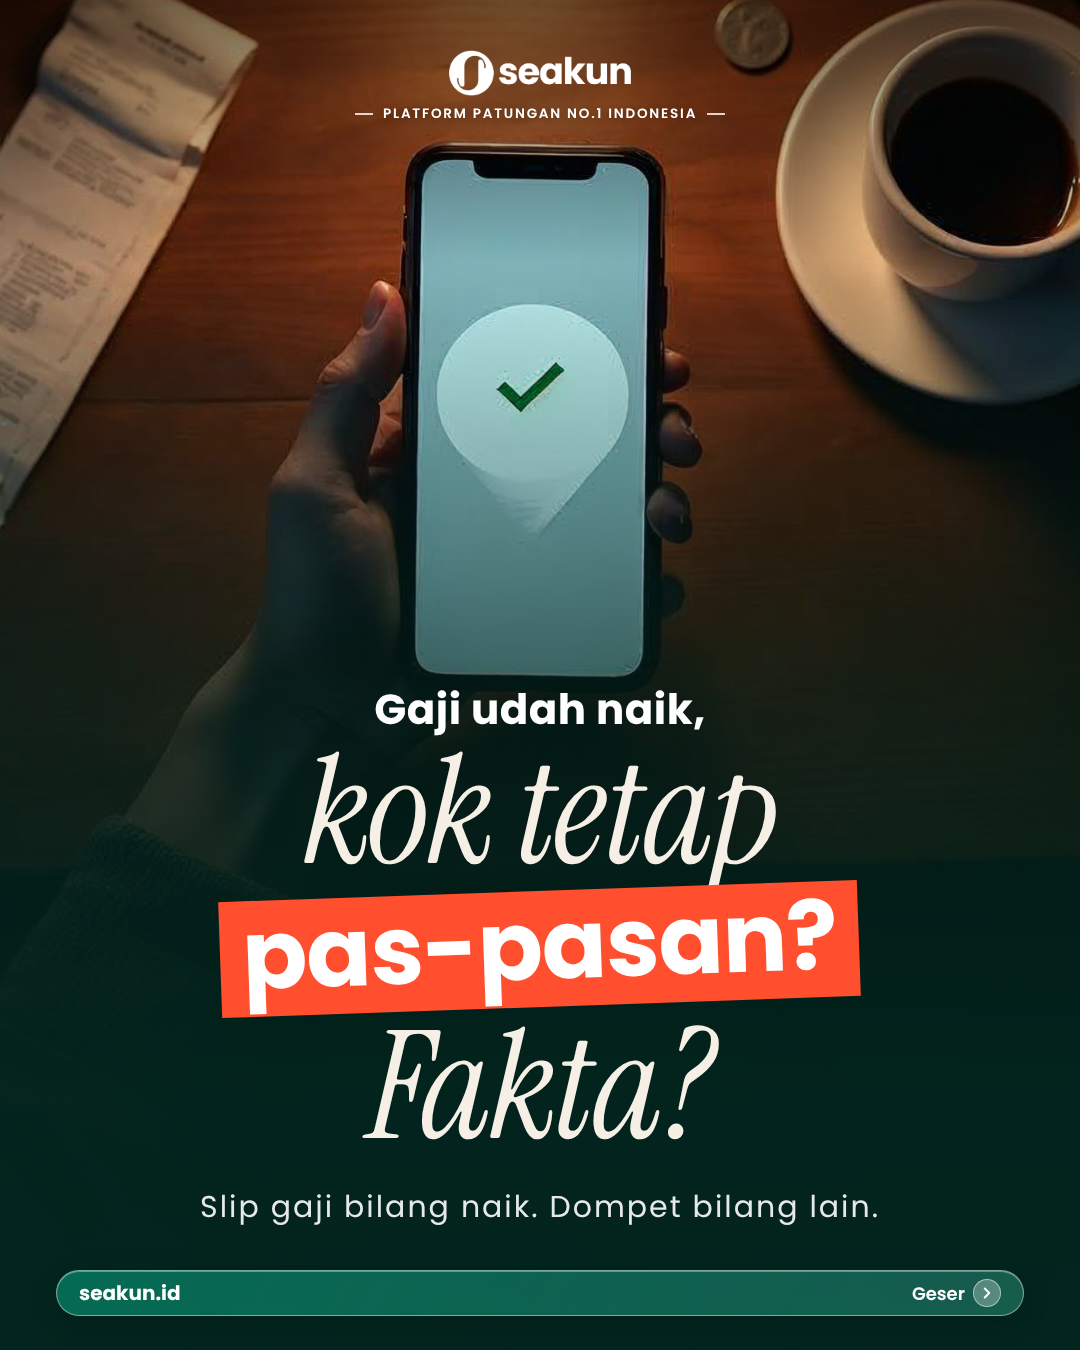 seakun
PLATFORM PATUNGAN NO.1 INDONESIA
Gaji udah naik,
kok tetap
pas-pasan?
Fakta?
Slip gaji bilang naik. Dompet bilang lain.
seakun.id
Geser